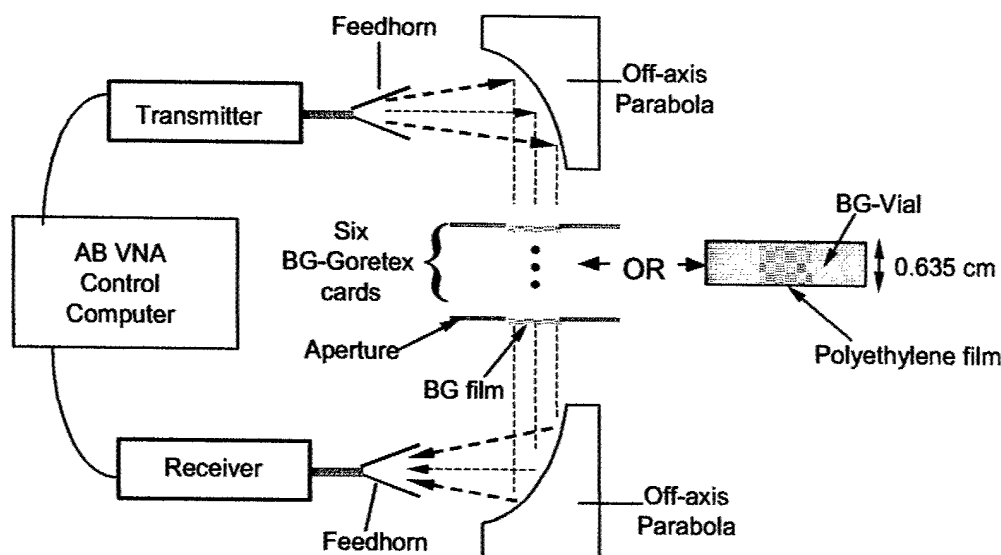 Feedhorn
Off-axis
Parabola
Transmitter
BG-Vial
Six
BG-Goretex
cards
OR
0.635 cm
AB VNA
Control
Computer
Aperture
BG film
Polyethylene film
Receiver
Off-axis
Parabola
Feedhorn